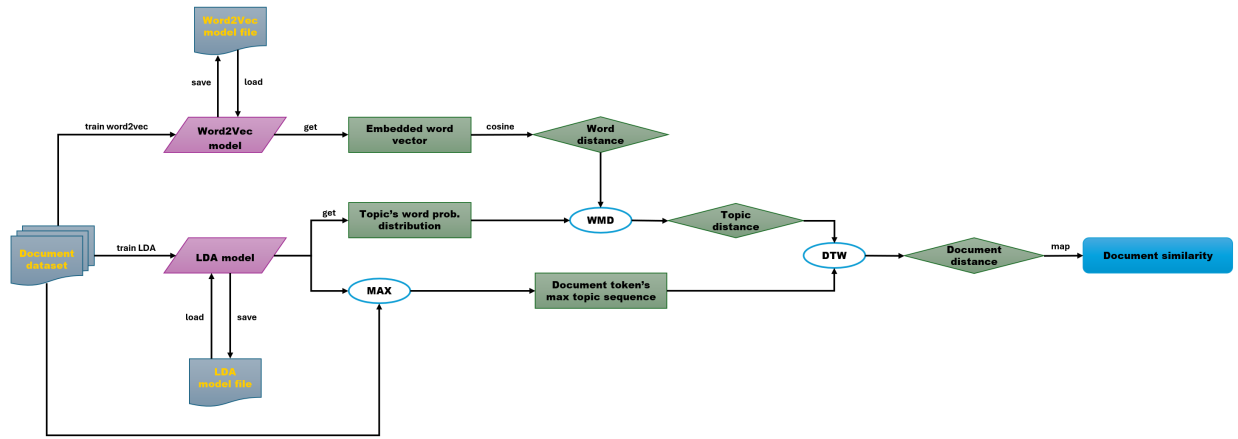 Word2Vec
model file
save
load
train word2vec
Word2Vec
model
get
Embedded word
vector
cosine
Word
distance
get
Topic's word prob.
distribution
WMD
Topic
distance
Document
dataset
train LDA
LDA model
DTW
Document
distance
map
Document similarity
MAX
Document token's
max topic sequence
load
save
LDA
model file